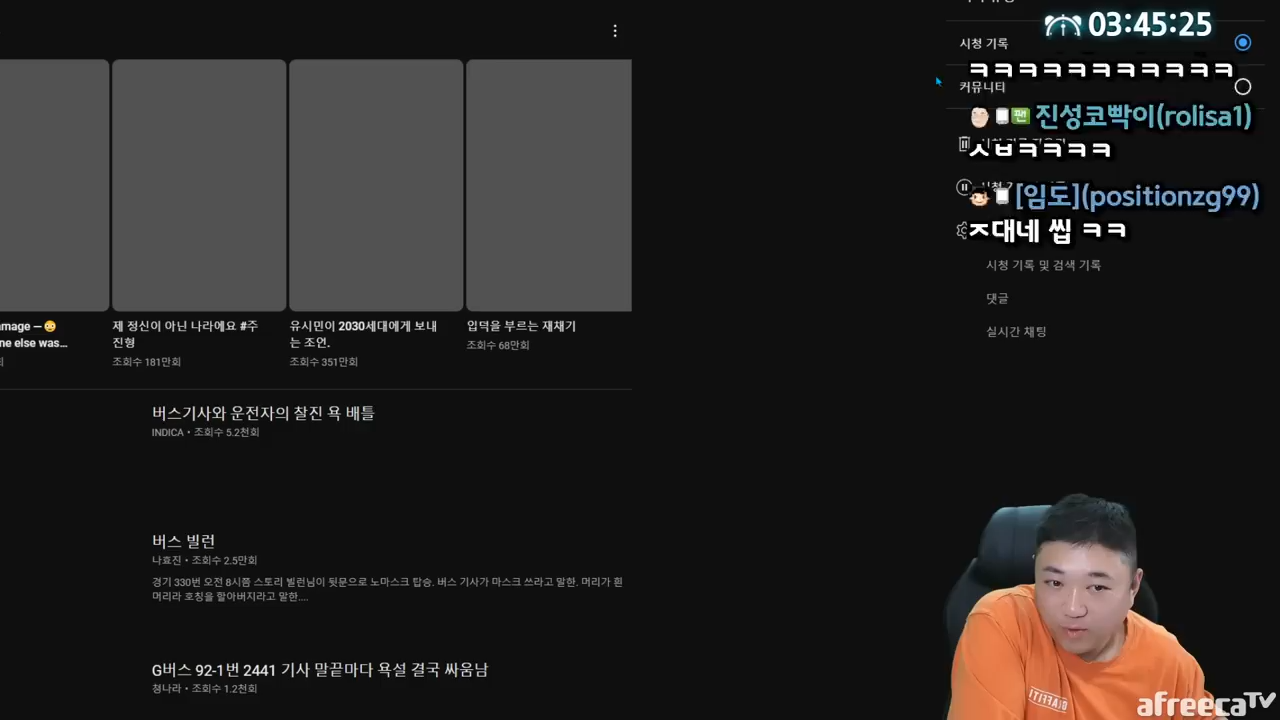 03:45:25
시청 기록
ㅋㅋㅋㅋㅋㅋㅋㅋㅋㅋㅋ
커뮤니티
팬 진성코빡이(rolisa1)
ㅅㅂㅋㅋㅋㅋ
[임도](positionzg99)
ㅈ대네 씹 ㅋㅋ
시청 기록 및 검색 기록
댓글
실시간 채팅
mage —😳
ne else was...
회
제 정신이 아닌 나라에요 #주
진형
조회수 181만회
유시민이 2030세대에게 보내
는 조언.
조회수 351만회
입덕을 부르는 재채기
조회수 68만회
버스기사와 운전자의 찰진 욕 배틀
INDICA • 조회수 5.2천회
버스 빌런
나효진 • 조회수 2.5만회
경기 330번 오전 8시쯤 스토리 빌런님이 뒷문으로 노마스크 탑승. 버스 기사가 마스크 쓰라고 말한. 머리가 흰
머리라 호칭을 할아버지라고 말한....
G버스 92-1번 2441 기사 말끝마다 욕설 결국 싸움남
쳥나라 • 조회수 1.2천회
GRAFFITI
afreecaTV